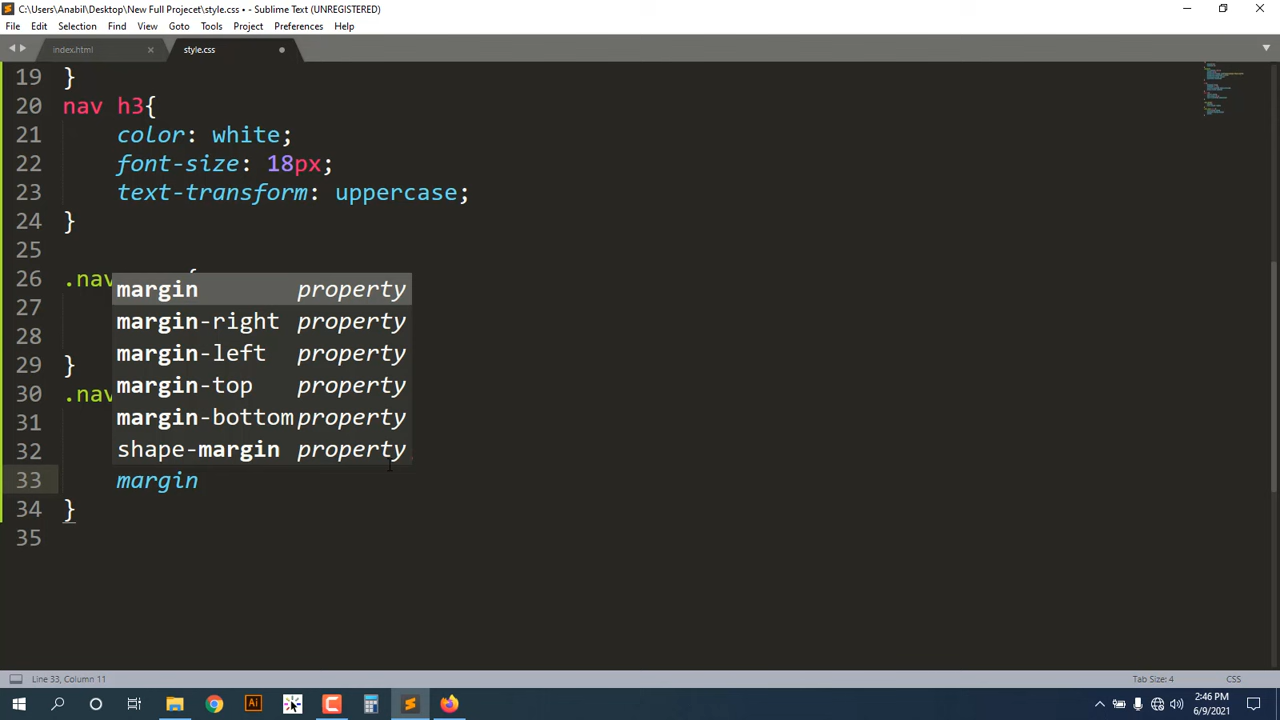 C:\Users\Anabil\Desktop\New Full Projecet\style.css • - Sublime Text (UNREGISTERED)
File Edit Selection Find View Goto Tools Project Preferences Help
index.html style.css
19 }
20 nav h3{
21 color: white;
22 font-size: 18px;
23 text-transform: uppercase;
24 }
25
26 .nav {
27 margin property
28 margin-right property
margin-left property
29 }
margin-top property
30 .nav
31 margin-bottom property
32 shape-margin property
33 margin
34 }
35
Line 33, Column 11 Tab Size: 4 CSS
Ai
2:46 PM
6/9/2021